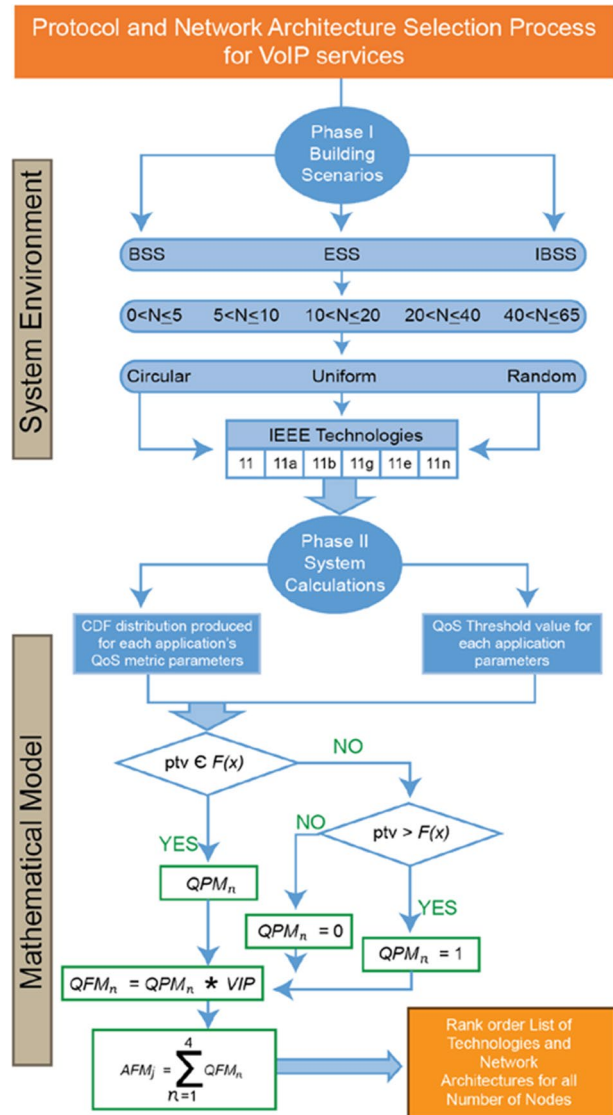 Protocol and Network Architecture Selection Process
for VoIP services
System Environment
Phase I
Building
Scenarios
BSS ESS IBSS
0<N≤5 5<N≤10 10<N≤20 20<N≤40 40<N≤65
Circular Uniform Random
IEEE Technologies
11 11a 11b 11g 11e 11n
Phase II
System
Calculations
CDF distribution produced
for each application's
QoS metric parameters
QoS Threshold value for
each application
parameters
Mathematical Model
ptv Є F(x)
NO
ptv > F(x)
NO
YES
QPMn
YES
QPMn = 0
QPMn = 1
QFMn = QPMn * VIP
AFMj = ∑ 4 n=1 QFMn
Rank order List of
Technologies and
Network
Architectures for all
Number of Nodes